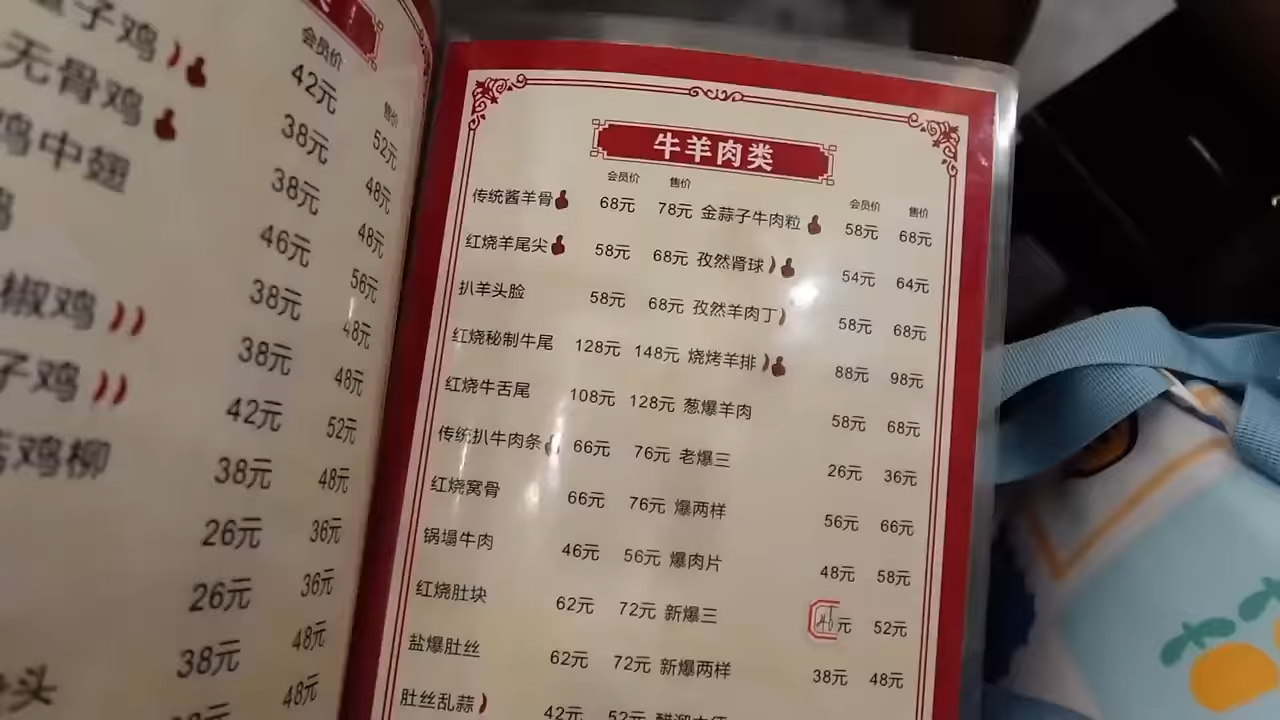 会员价 售价
子鸡 42元 52元
无骨鸡 38元 48元
鸡中翅 38元 48元
鸡 46元 56元
椒鸡 38元 48元
子鸡 38元 48元
鸡柳 42元 52元
38元 48元
26元 36元
26元 36元
38元 48元
头 48元
牛羊肉类
会员价 售价 会员价 售价
传统酱羊骨 68元 78元 金蒜子牛肉粒 58元 68元
红烧羊尾尖 58元 68元 孜然肾球 54元 64元
扒羊头脸 58元 68元 孜然羊肉丁 58元 68元
红烧秘制牛尾 128元 148元 烧烤羊排 88元 98元
红烧牛舌尾 108元 128元 葱爆羊肉 58元 68元
传统扒牛肉条 66元 76元 老爆三 26元 36元
红烧窝骨 66元 76元 爆两样 56元 66元
锅塌牛肉 46元 56元 爆肉片 48元 58元
红烧肚块 62元 72元 新爆三 元 52元
盐爆肚丝 62元 72元 新爆两样 38元 48元
肚丝乱蒜 42元 52元